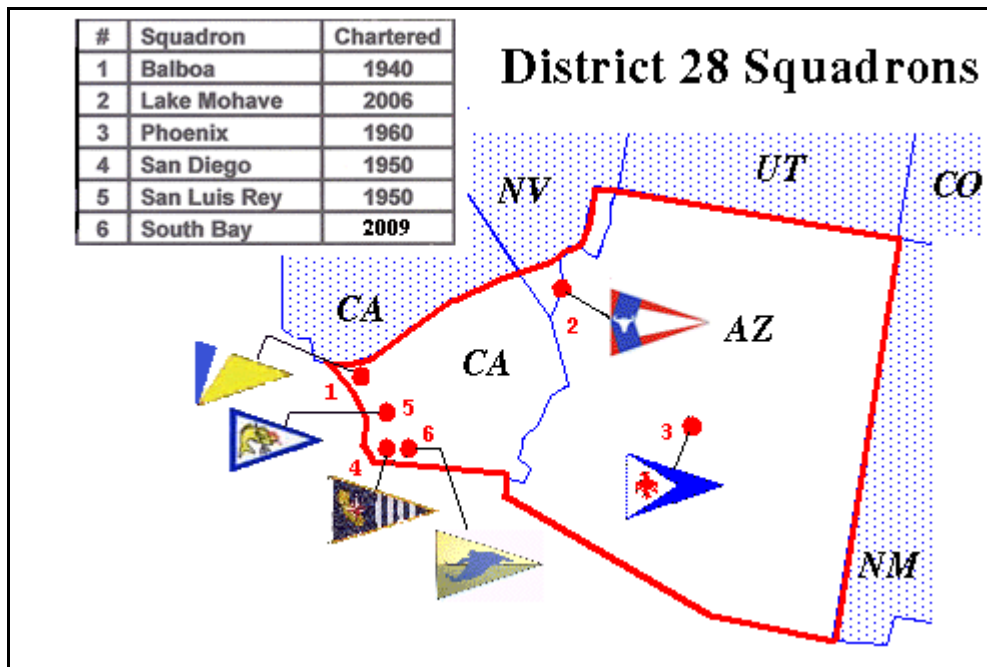 # Squadron Chartered
1 Balboa 1940
2 Lake Mohave 2006
3 Phoenix 1960
4 San Diego 1950
5 San Luis Rey 1950
6 South Bay 2009
District 28 Squadrons
UT
NV
CO
CA
2
AZ
CA
1
5
3
6
4
NM